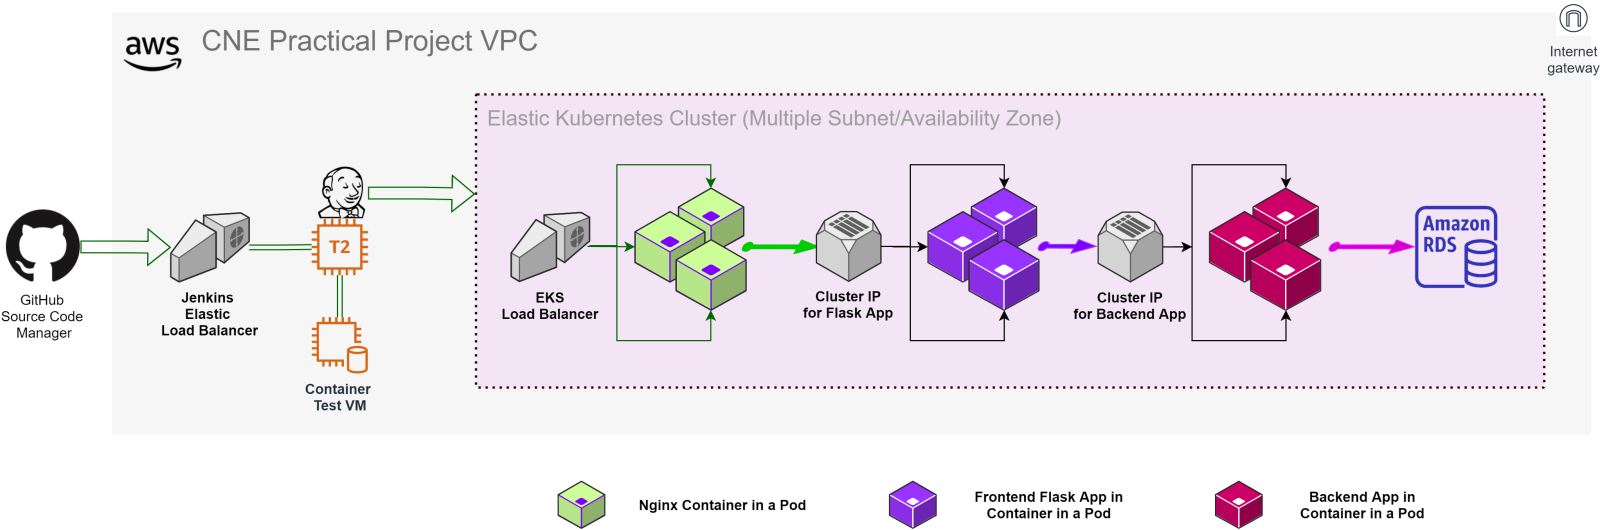 aws
CNE Practical Project VPC
Internet
gateway
Elastic Kubernetes Cluster (Multiple Subnet/Availability Zone)
GitHub
Source Code
Manager
Jenkins
Elastic
Load Balancer
T2
Container
Test VM
EKS
Load Balancer
Cluster IP
for Flask App
Cluster IP
for Backend App
Amazon
RDS
Nginx Container in a Pod
Frontend Flask App in
Container in a Pod
Backend App in
Container in a Pod